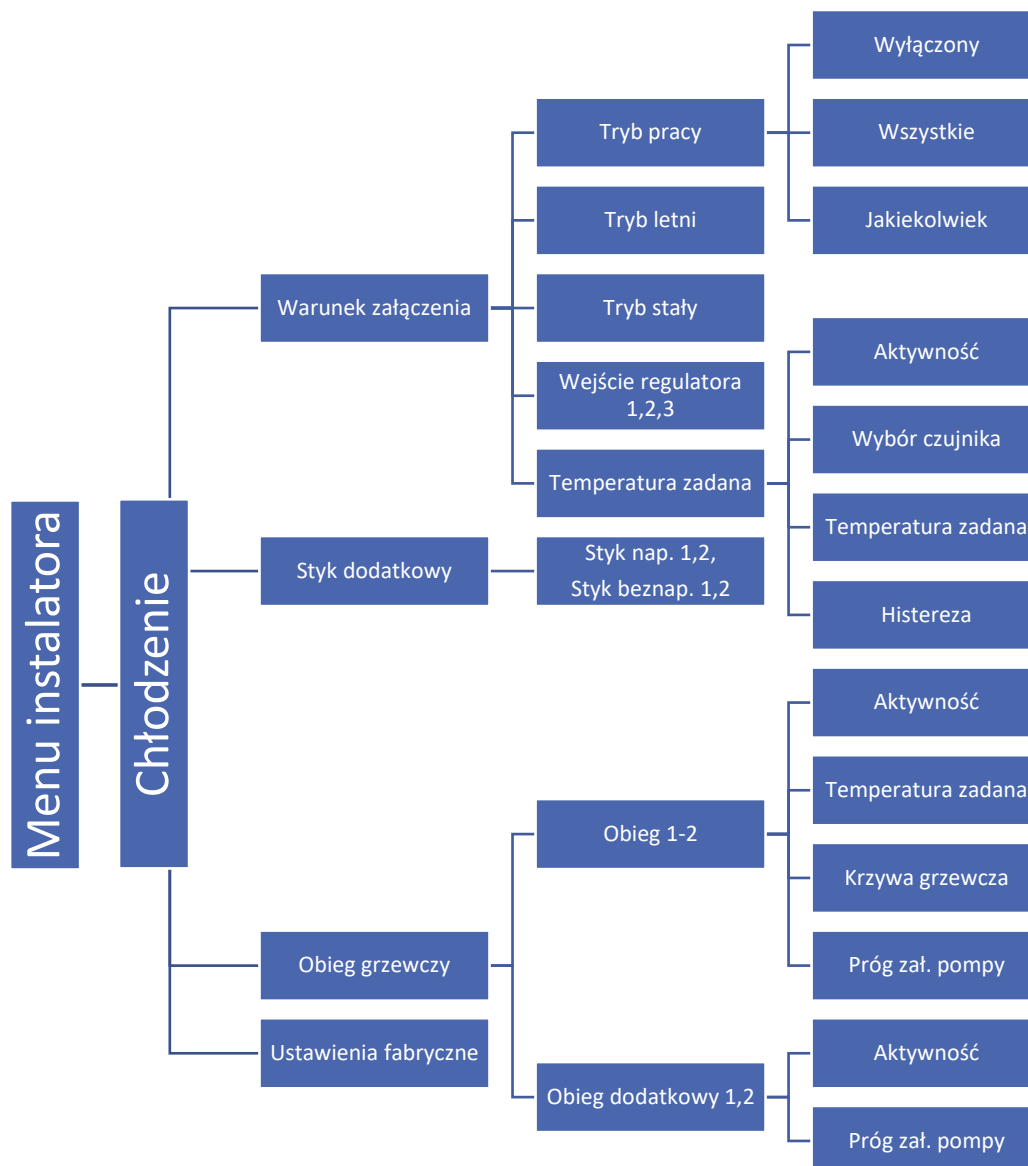 Menu instalatora
Chłodzenie
Warunek załączenia
Tryb pracy
Wyłączony
Wszystkie
Jakiekolwiek
Tryb letni
Tryb stały
Wejście regulatora
1,2,3
Temperatura zadana
Aktywność
Wybór czujnika
Temperatura zadana
Histereza
Styk dodatkowy
Styk nap. 1,2,
Styk beznap. 1,2
Obieg grzewczy
Obieg 1-2
Aktywność
Temperatura zadana
Krzywa grzewcza
Próg zał. pompy
Obieg dodatkowy 1,2
Aktywność
Próg zał. pompy
Ustawienia fabryczne